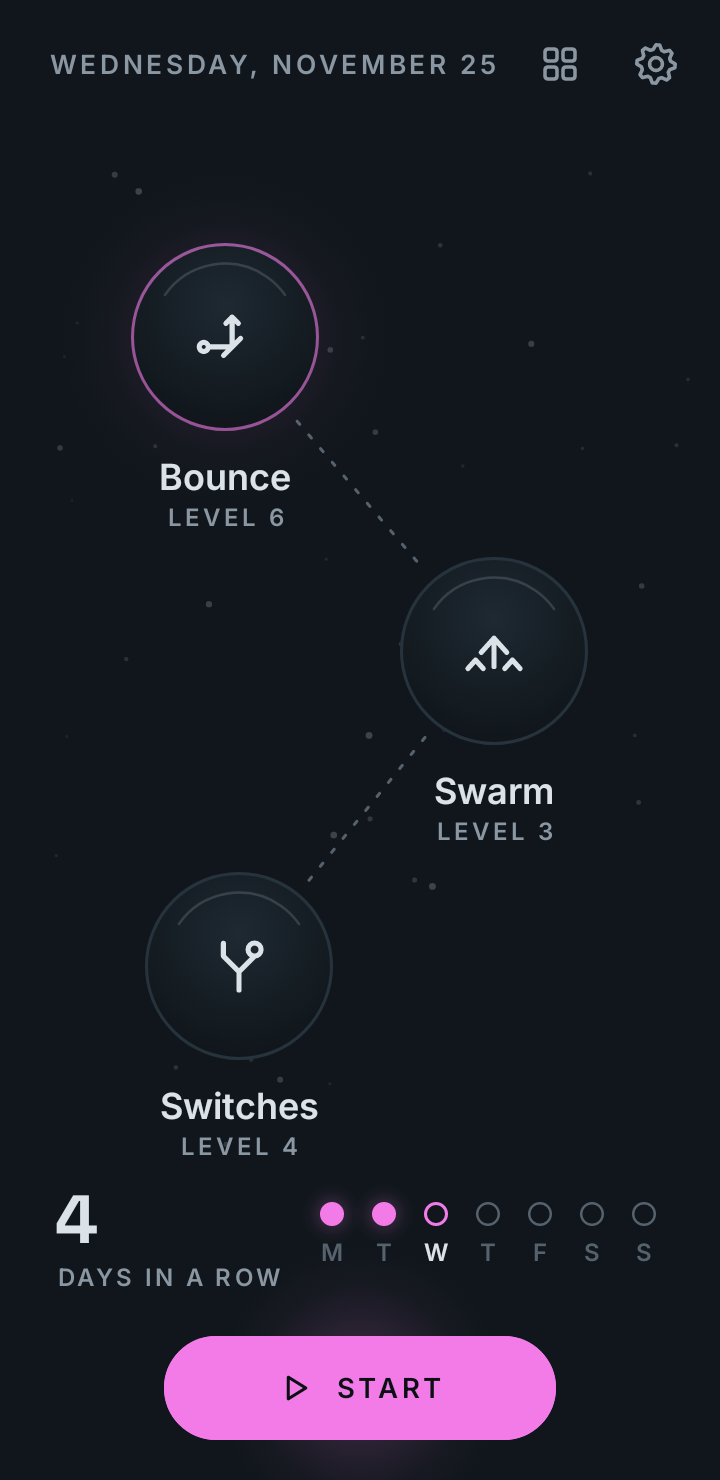 WEDNESDAY, NOVEMBER 25
Bounce
LEVEL 6
Swarm
LEVEL 3
Switches
LEVEL 4
4
DAYS IN A ROW
M T W T F S S
START